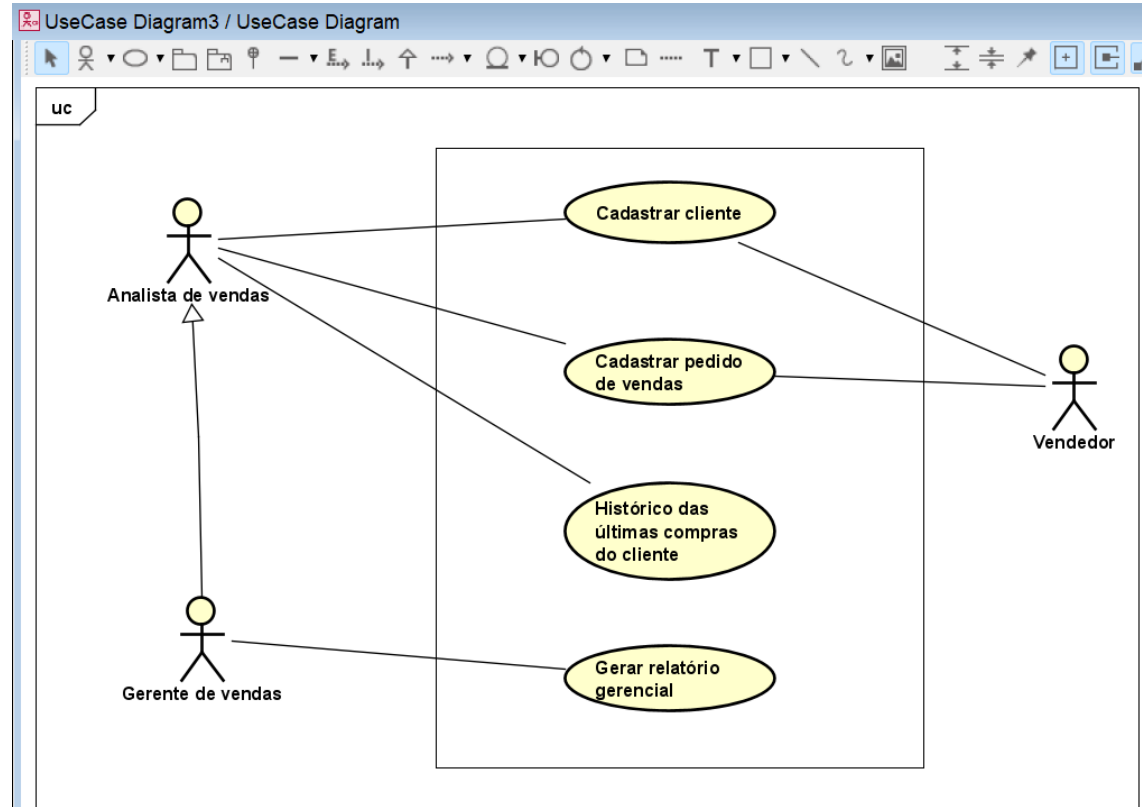 UseCase Diagram3 / UseCase Diagram
uc
Cadastrar cliente
Analista de vendas
Cadastrar pedido
de vendas
Vendedor
Histórico das
últimas compras
do cliente
Gerar relatório
gerencial
Gerente de vendas